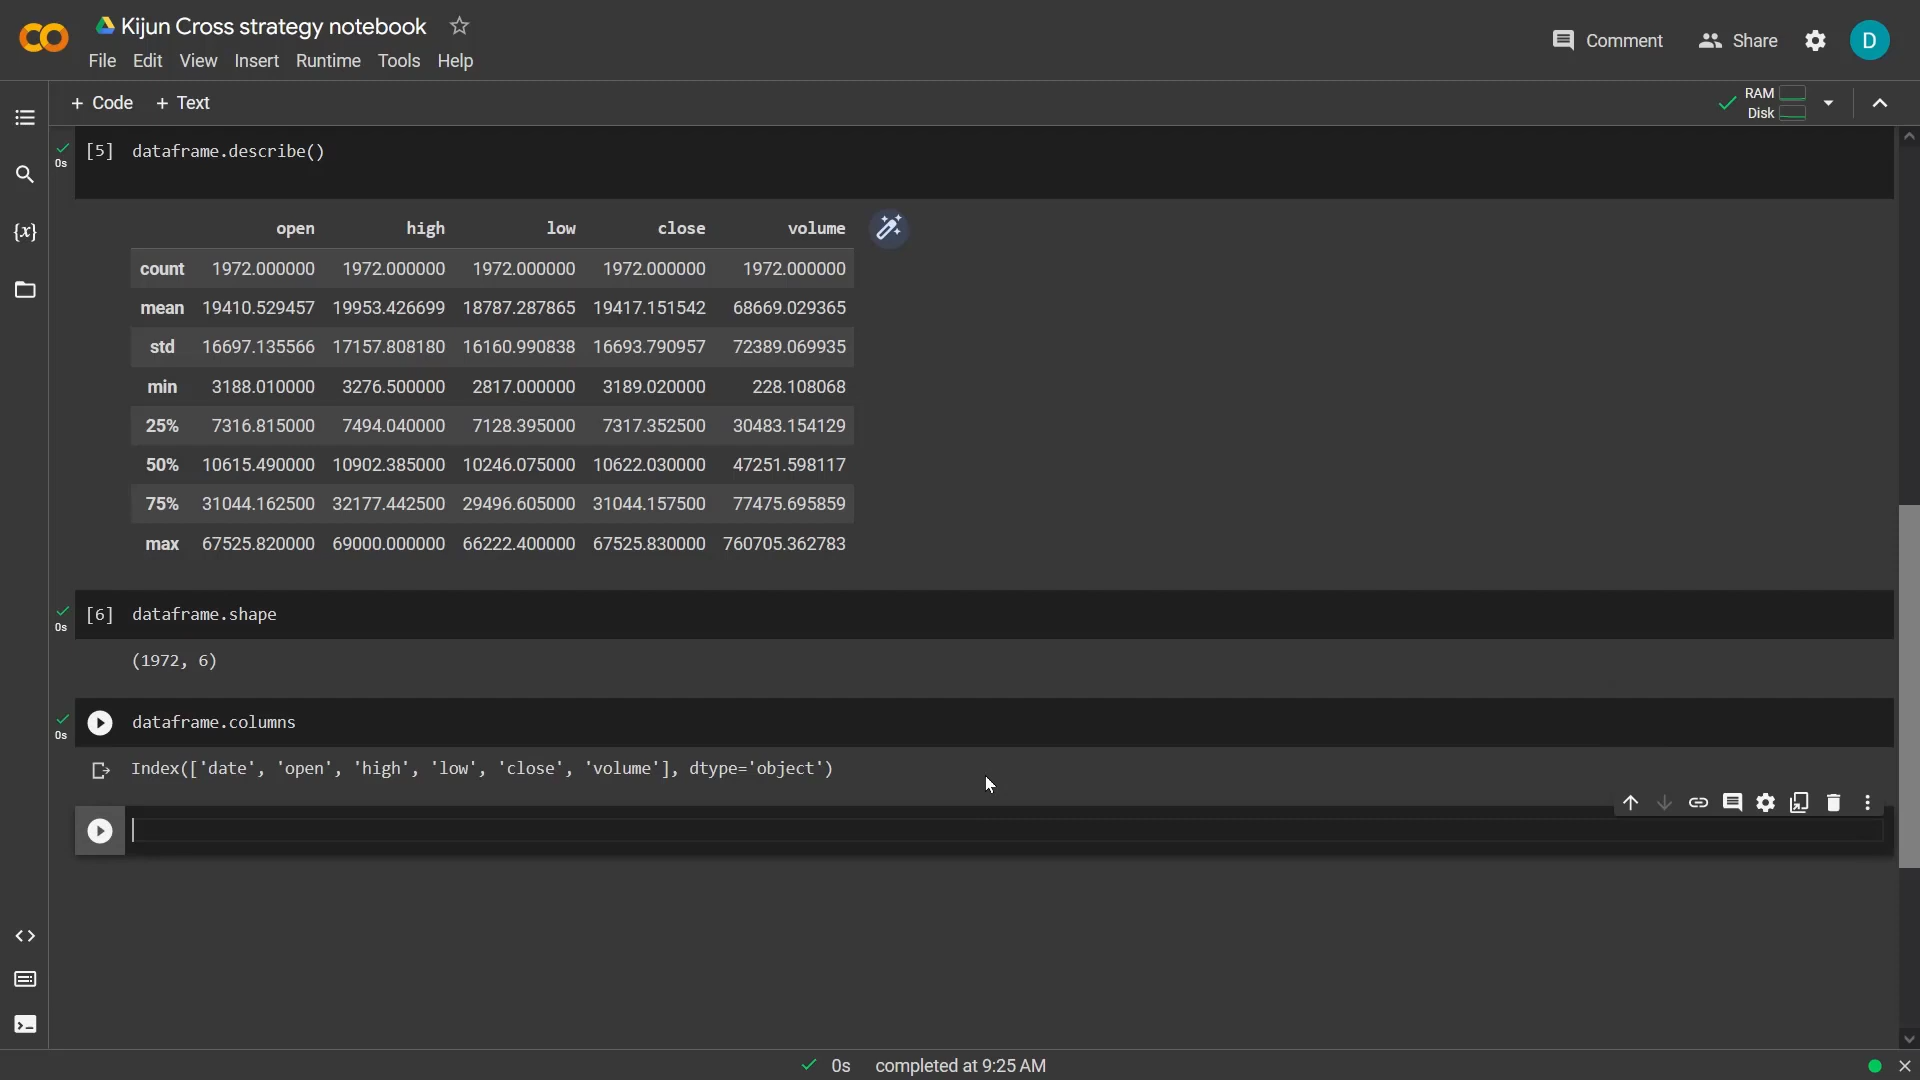 Kijun Cross strategy notebook
File Edit View Insert Runtime Tools Help
Comment
Share
D
+ Code + Text
RAM
Disk
0s
[5] dataframe.describe()
open high low close volume
count 1972.000000 1972.000000 1972.000000 1972.000000 1972.000000
mean 19410.529457 19953.426699 18787.287865 19417.151542 68669.029365
std 16697.135566 17157.808180 16160.990838 16693.790957 72389.069935
min 3188.010000 3276.500000 2817.000000 3189.020000 228.108068
25% 7316.815000 7494.040000 7128.395000 7317.352500 30483.154129
50% 10615.490000 10902.385000 10246.075000 10622.030000 47251.598117
75% 31044.162500 32177.442500 29496.605000 31044.157500 77475.695859
max 67525.820000 69000.000000 66222.400000 67525.830000 760705.362783
0s
[6] dataframe.shape
(1972, 6)
0s
dataframe.columns
Index(['date', 'open', 'high', 'low', 'close', 'volume'], dtype='object')
{x}
0s completed at 9:25 AM